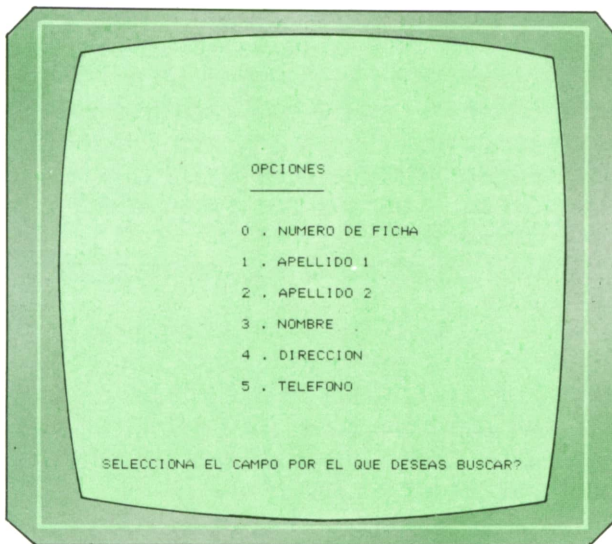 OPCIONES
0 . NUMERO DE FICHA
1 . APELLIDO 1
2 . APELLIDO 2
3 . NOMBRE
4 . DIRECCION
5 . TELEFONO
SELECCIONA EL CAMPO POR EL QUE DESEAS BUSCAR?